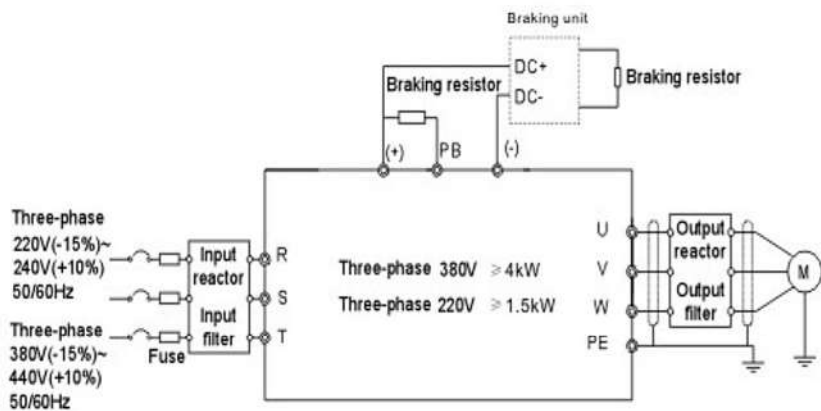 Braking unit
DC+
DC-
Braking resistor
Braking resistor
(+)
PB
(-)
Three-phase
220V(-15%)~
240V(+10%)
50/60Hz
Three-phase
380V(-15%)~
440V(+10%)
50/60Hz
Fuse
Input
reactor
Input
filter
R
S
T
Three-phase 380V ≥4kW
Three-phase 220V ≥1.5kW
U
V
W
PE
Output
reactor
Output
filter
M